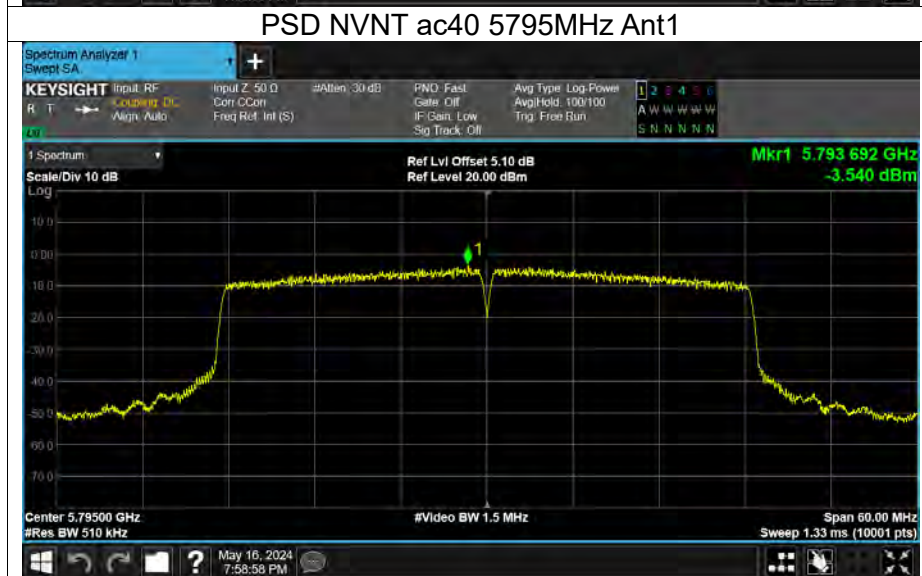 PSD NVNT ac40 5795MHz Ant1
Spectrum Analyzer 1
Swept SA
+
KEYSIGHT Input: RF
R T
Coupling: DC
Align: Auto
Input Z: 50 Ω
Corr CCorr
Freq Ref: Int (S)
#Atten: 30 dB
PNO: Fast
Gate: Off
IF Gain: Low
Sig Track: Off
Avg Type: Log-Power
Avg|Hold: 100/100
Trig: Free Run
1 2 3 4 5 6
A W W W W W
S N N N N N
1 Spectrum
Scale/Div 10 dB
Ref Lvl Offset 5.10 dB
Ref Level 20.00 dBm
Mkr1 5.793 692 GHz
-3.540 dBm
Log
10.0
0.00
-10.0
-20.0
-30.0
-40.0
-50.0
-60.0
-70.0
1
Center 5.79500 GHz
#Res BW 510 kHz
#Video BW 1.5 MHz
Span 60.00 MHz
Sweep 1.33 ms (10001 pts)
?
May 16, 2024
7:58:58 PM